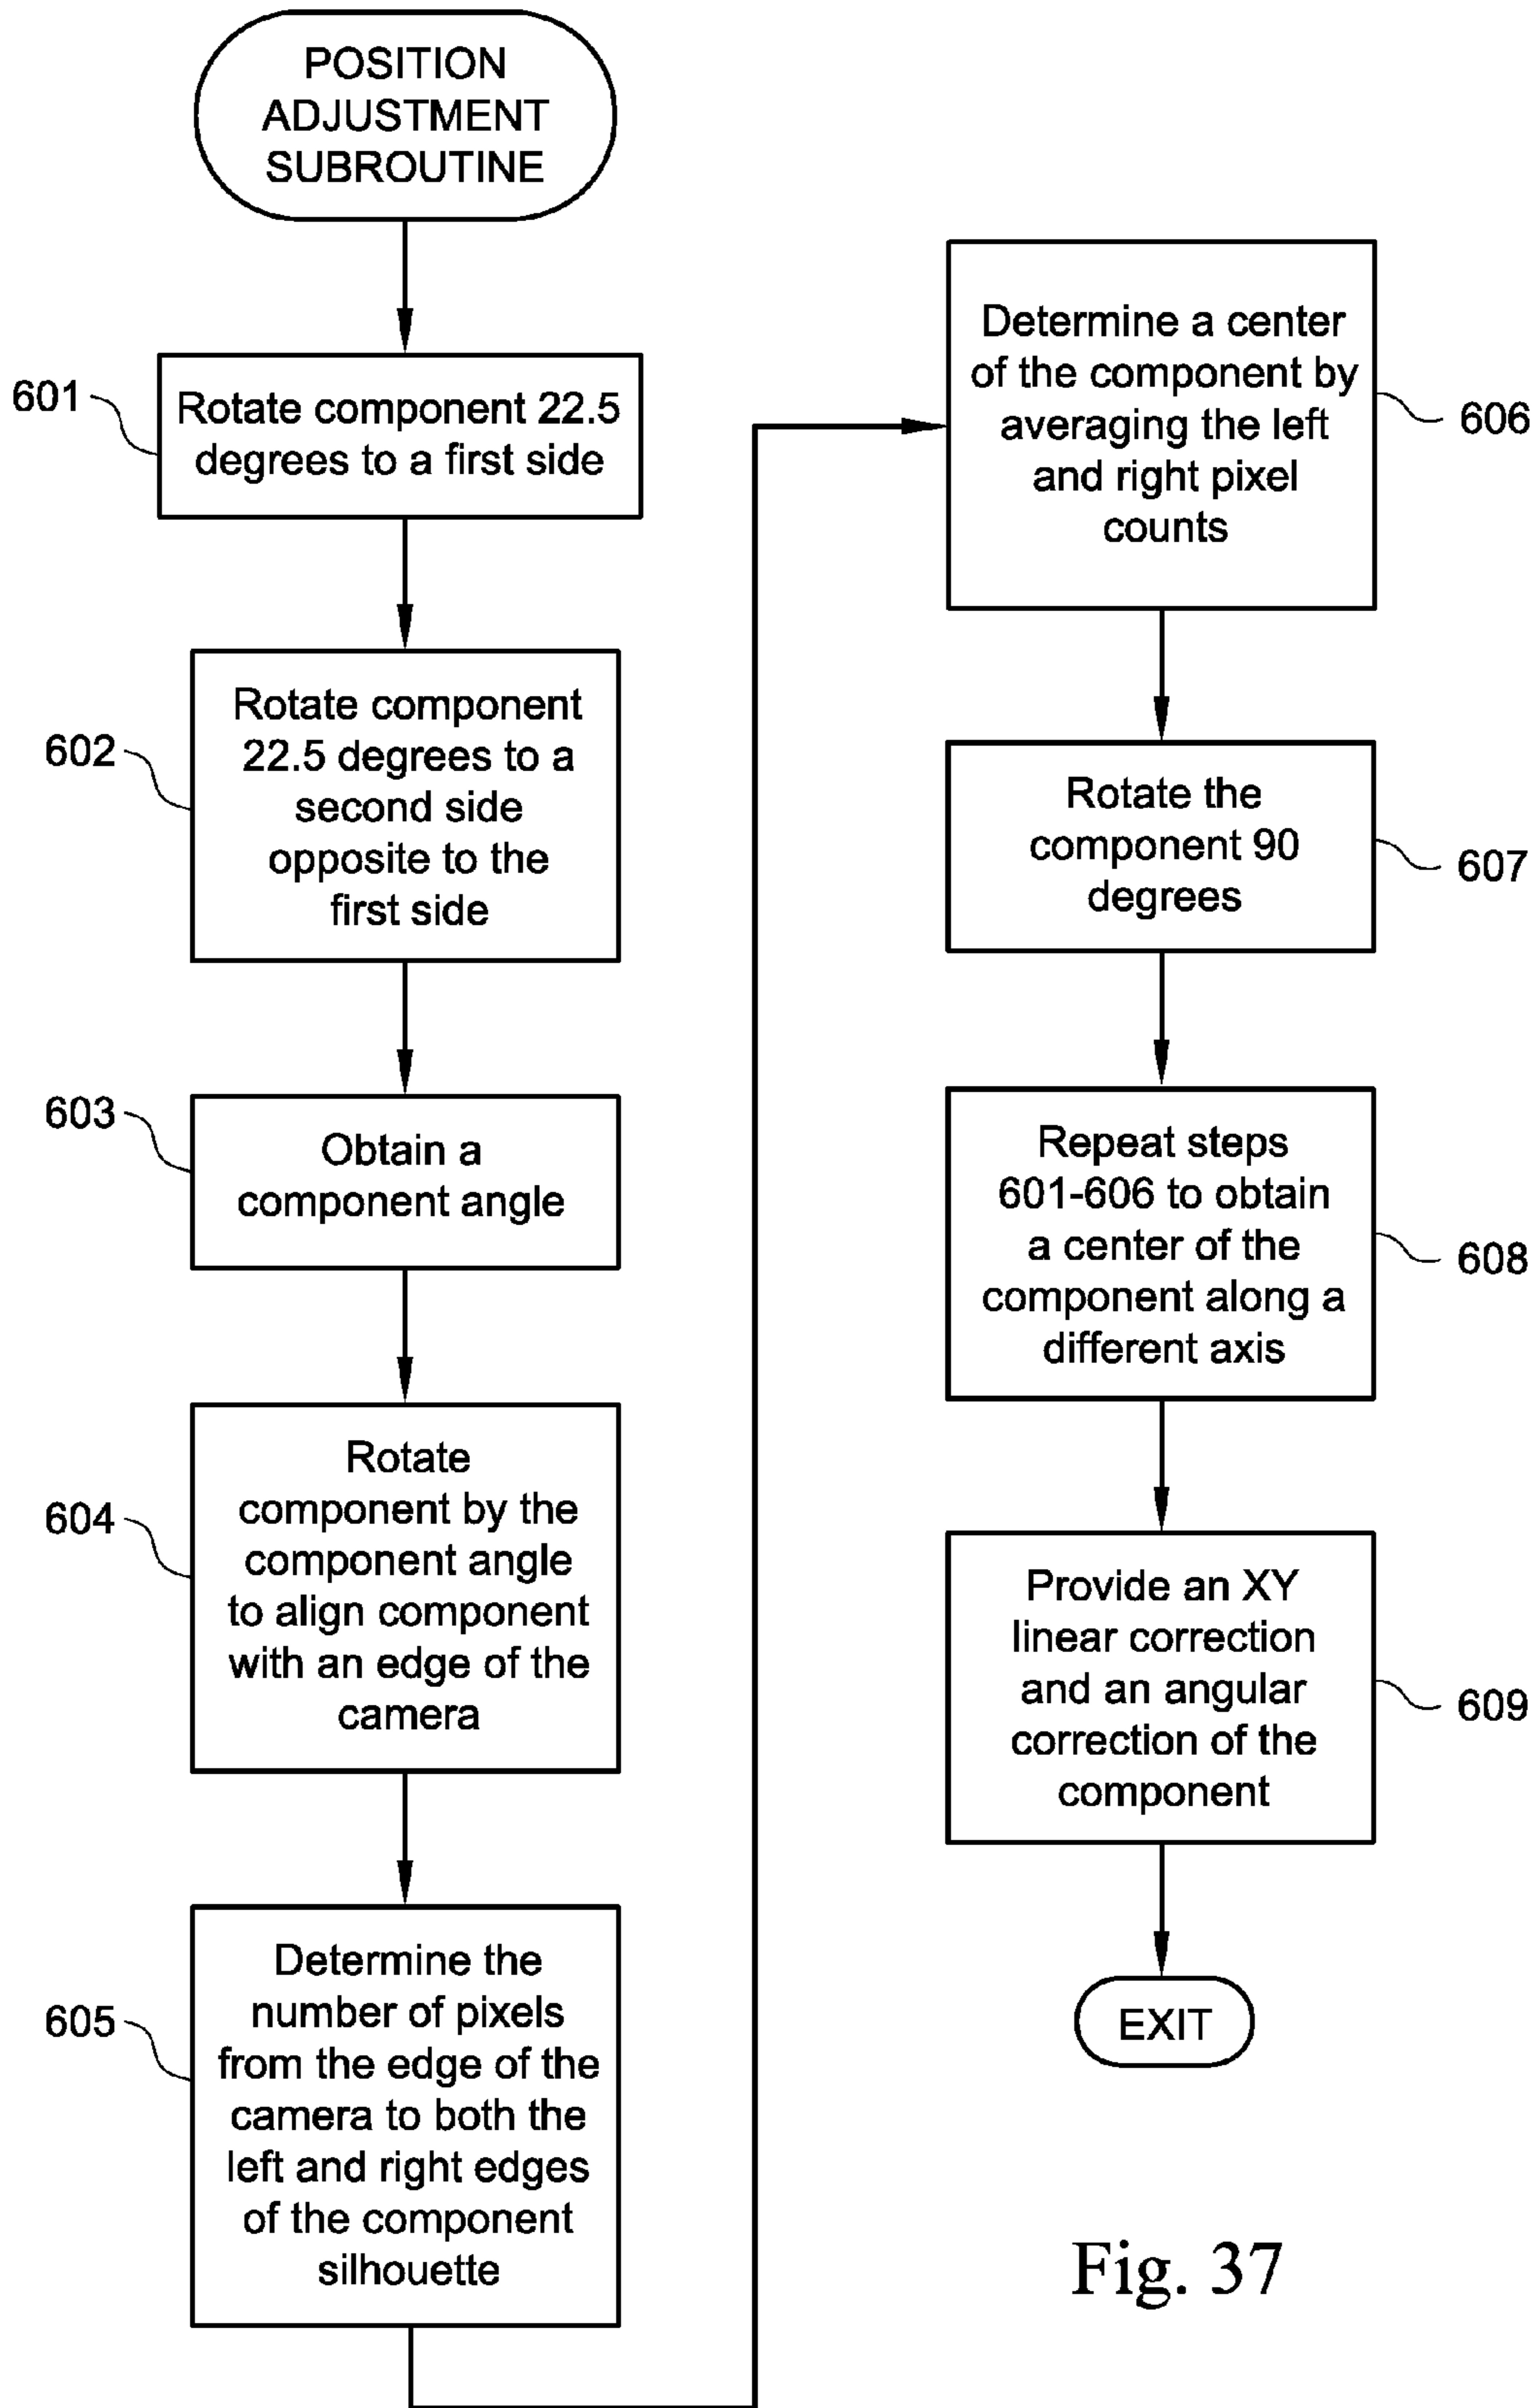 POSITION
ADJUSTMENT
SUBROUTINE
601
Rotate component 22.5
degrees to a first side
602
Rotate component
22.5 degrees to a
second side
opposite to the
first side
603
Obtain a
component angle
604
Rotate
component by the
component angle
to align component
with an edge of the
camera
605
Determine the
number of pixels
from the edge of the
camera to both the
left and right edges
of the component
silhouette
Determine a center
of the component by
averaging the left
and right pixel
counts
606
Rotate the
component 90
degrees
607
Repeat steps
601-606 to obtain
a center of the
component along a
different axis
608
Provide an XY
linear correction
and an angular
correction of the
component
609
EXIT
Fig. 37